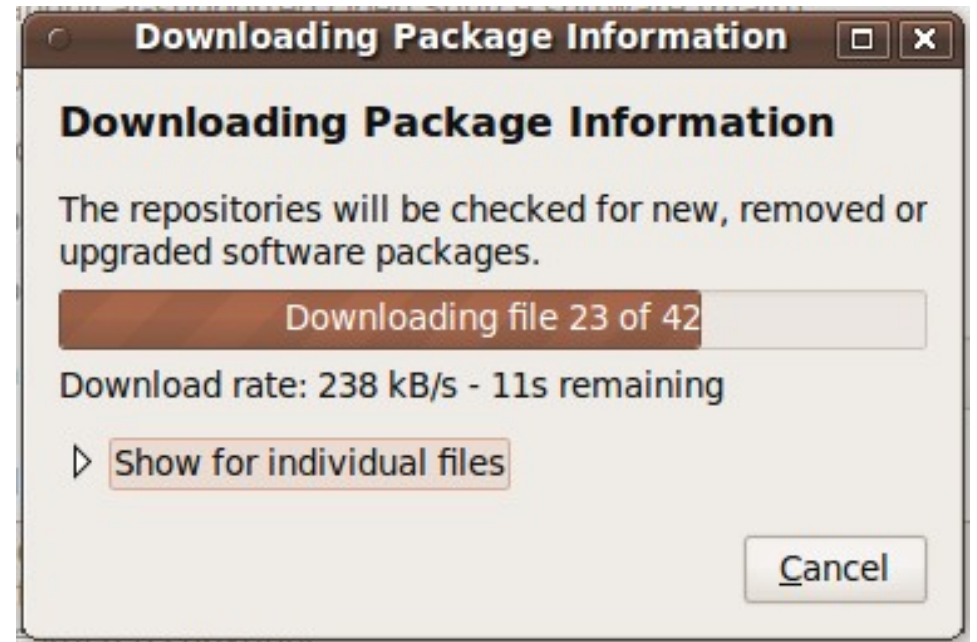 Downloading Package Information
Downloading Package Information
The repositories will be checked for new, removed or
upgraded software packages.
Downloading file 23 of 42
Download rate: 238 kB/s - 11s remaining
Show for individual files
Cancel